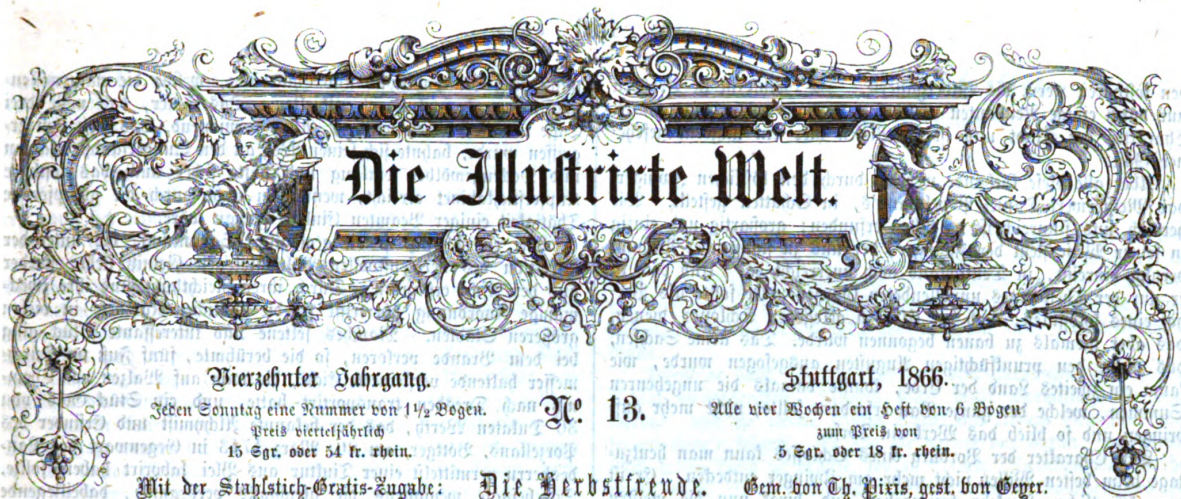 Die Illustrirte Welt.
Vierzehnter Jahrgang.
Jeden Sonntag eine Nummer von 1½ Bogen.
Preis vierteljährlich
15 Sgr. oder 54 kr. rhein.
Nº 13.
Stuttgart, 1866.
Alle vier Wochen ein Heft von 6 Bogen
zum Preis von
5 Sgr. oder 18 kr. rhein.
Mit der Stahlstich-Gratis-Zugabe: Die Herbstfreude. Gem. von Th. Pixis, gest. von Geyer.